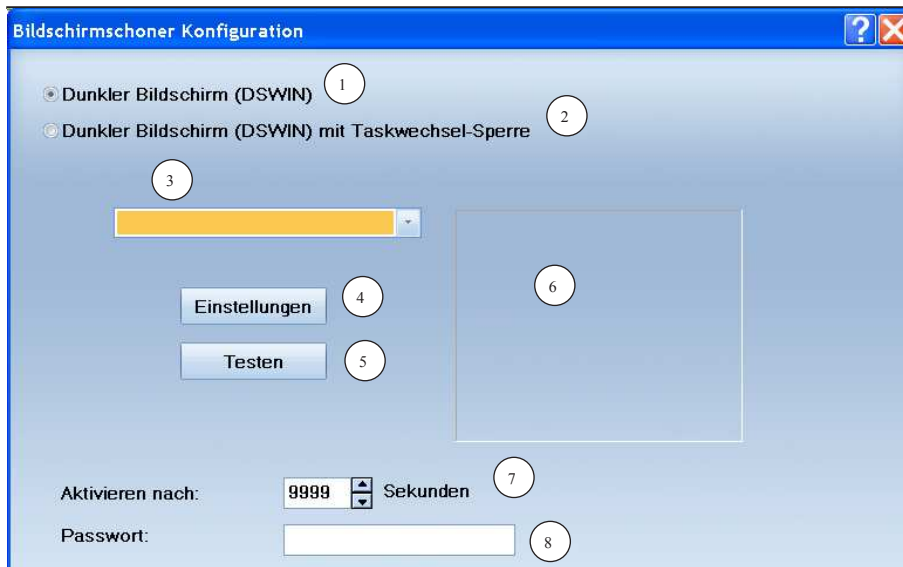 Bildschirmschoner Konfiguration ?
Dunkler Bildschirm (DSWIN) 1
Dunkler Bildschirm (DSWIN) mit Taskwechsel-Sperre 2
3
Einstellungen 4
6
Testen 5
Aktivieren nach: 9999 Sekunden 7
Passwort: 8